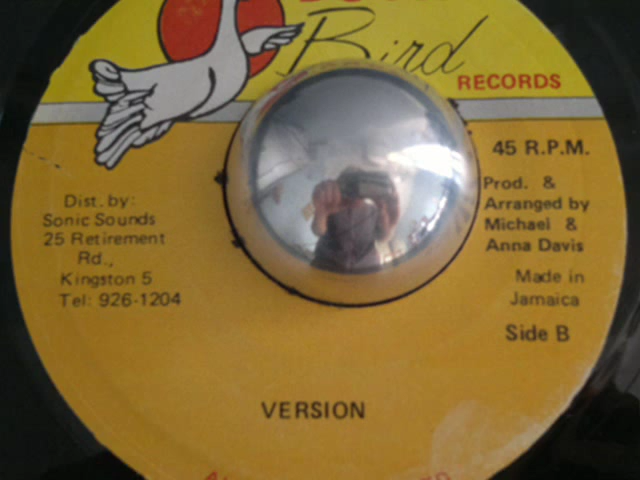 Bird
RECORDS
45 R.P.M.
Prod. &
Arranged by
Michael &
Anna Davis
Made in
Jamaica
Side B
Dist. by:
Sonic Sounds
25 Retirement
Rd.,
Kingston 5
Tel: 926-1204
VERSION